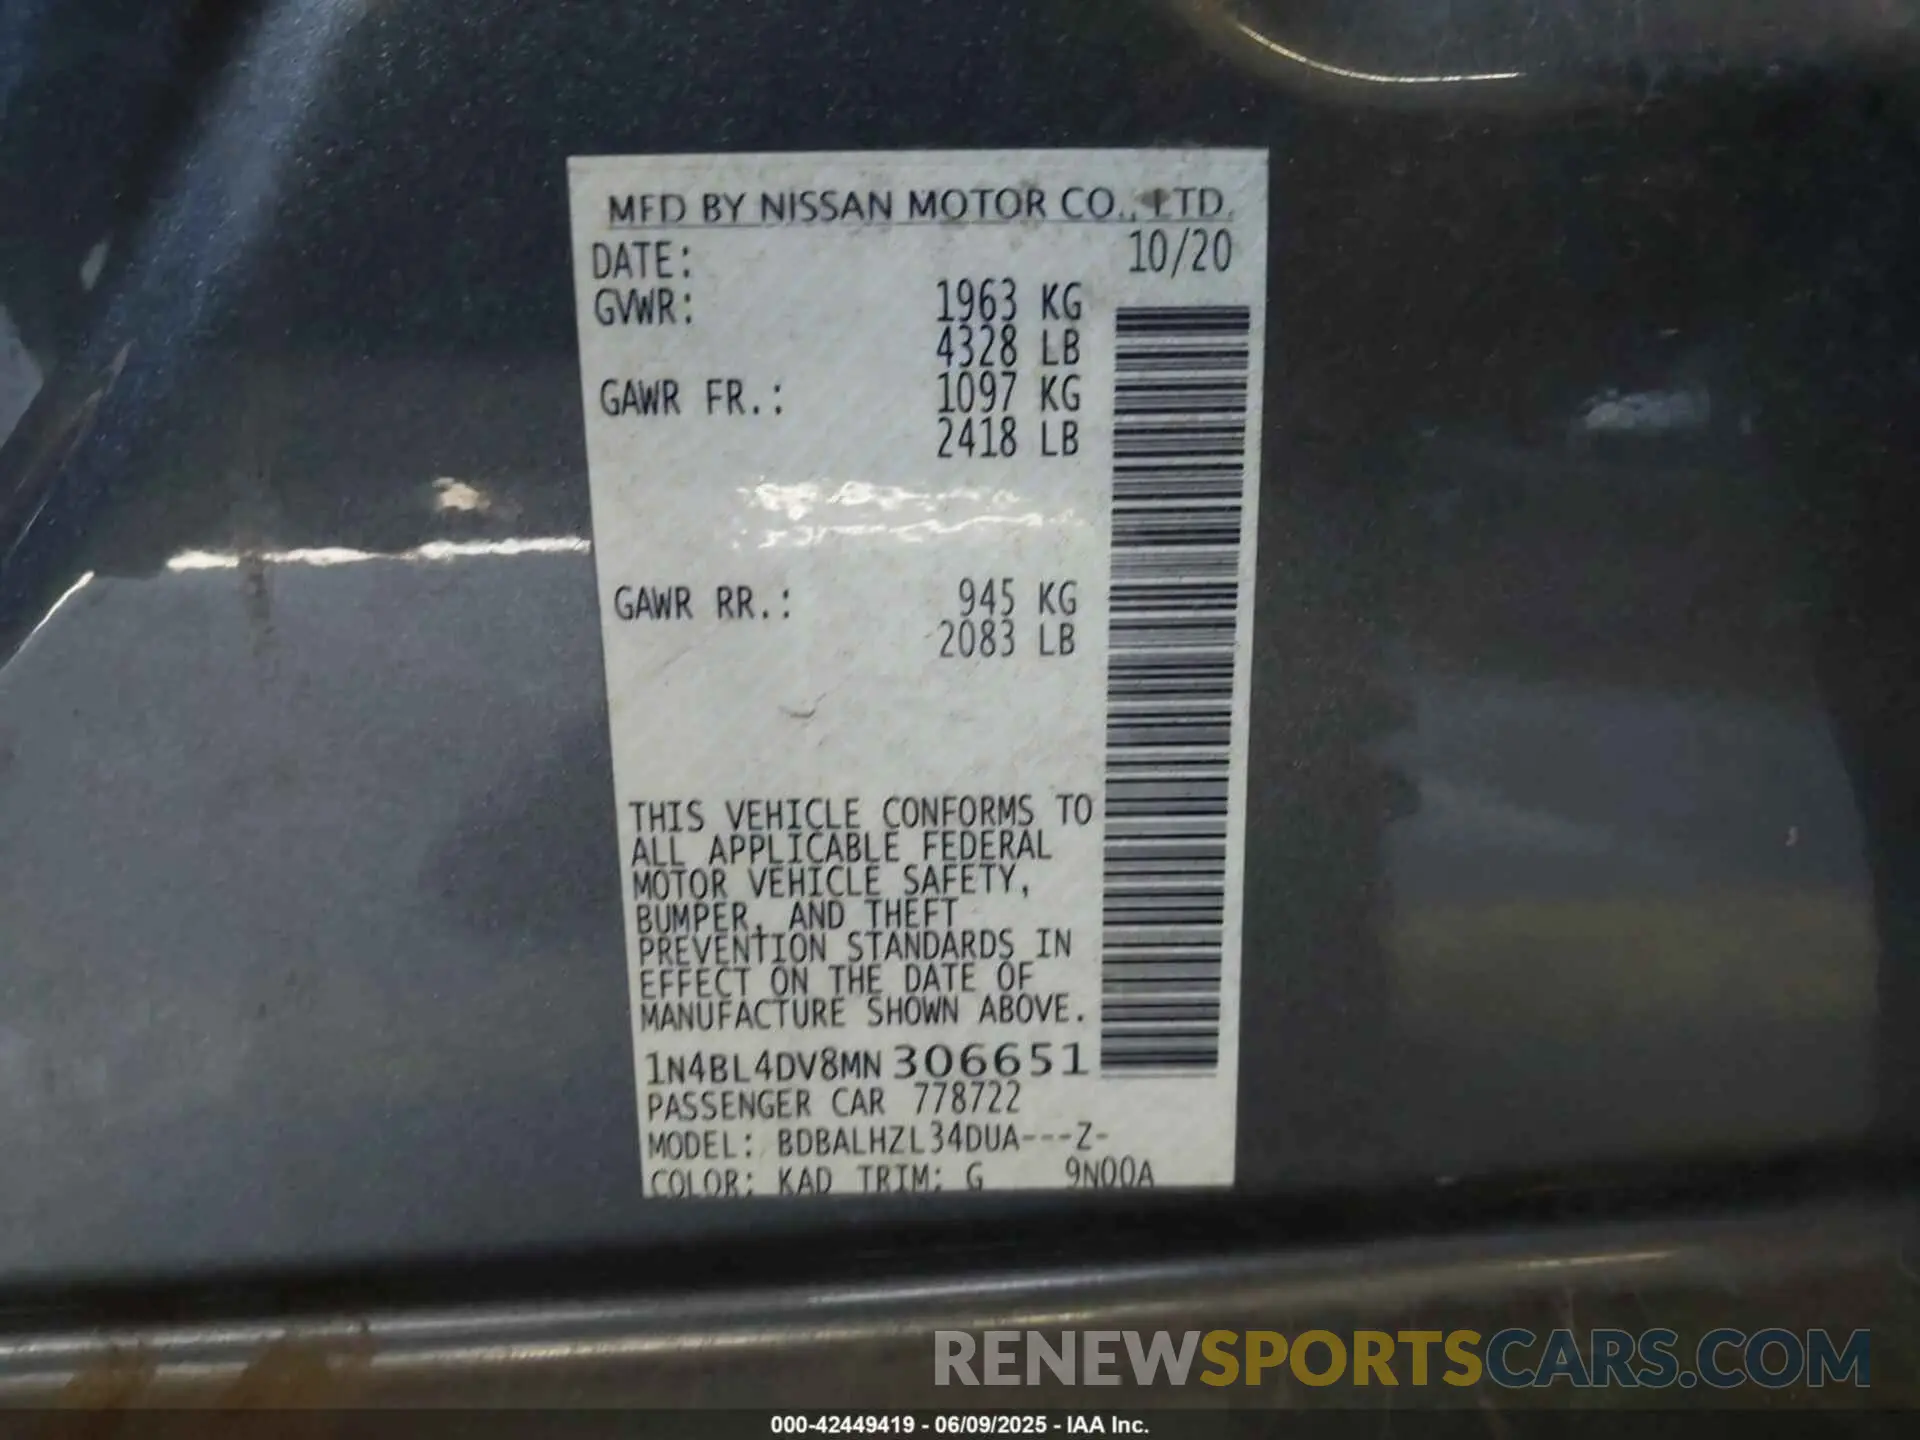 MFD BY NISSAN MOTOR CO., LTD.
DATE: 10/20
GVWR: 1963 KG
4328 LB
GAWR FR.: 1097 KG
2418 LB
GAWR RR.: 945 KG
2083 LB
THIS VEHICLE CONFORMS TO
ALL APPLICABLE FEDERAL
MOTOR VEHICLE SAFETY,
BUMPER, AND THEFT
PREVENTION STANDARDS IN
EFFECT ON THE DATE OF
MANUFACTURE SHOWN ABOVE.
1N4BL4DV8MN306651
PASSENGER CAR 778722
MODEL: BDBALHZL34DUA---Z-
COLOR: KAD TRIM: G 9N00A
RENEWSPORTSCARS.COM
000-42449419 - 06/09/2025 - IAA Inc.